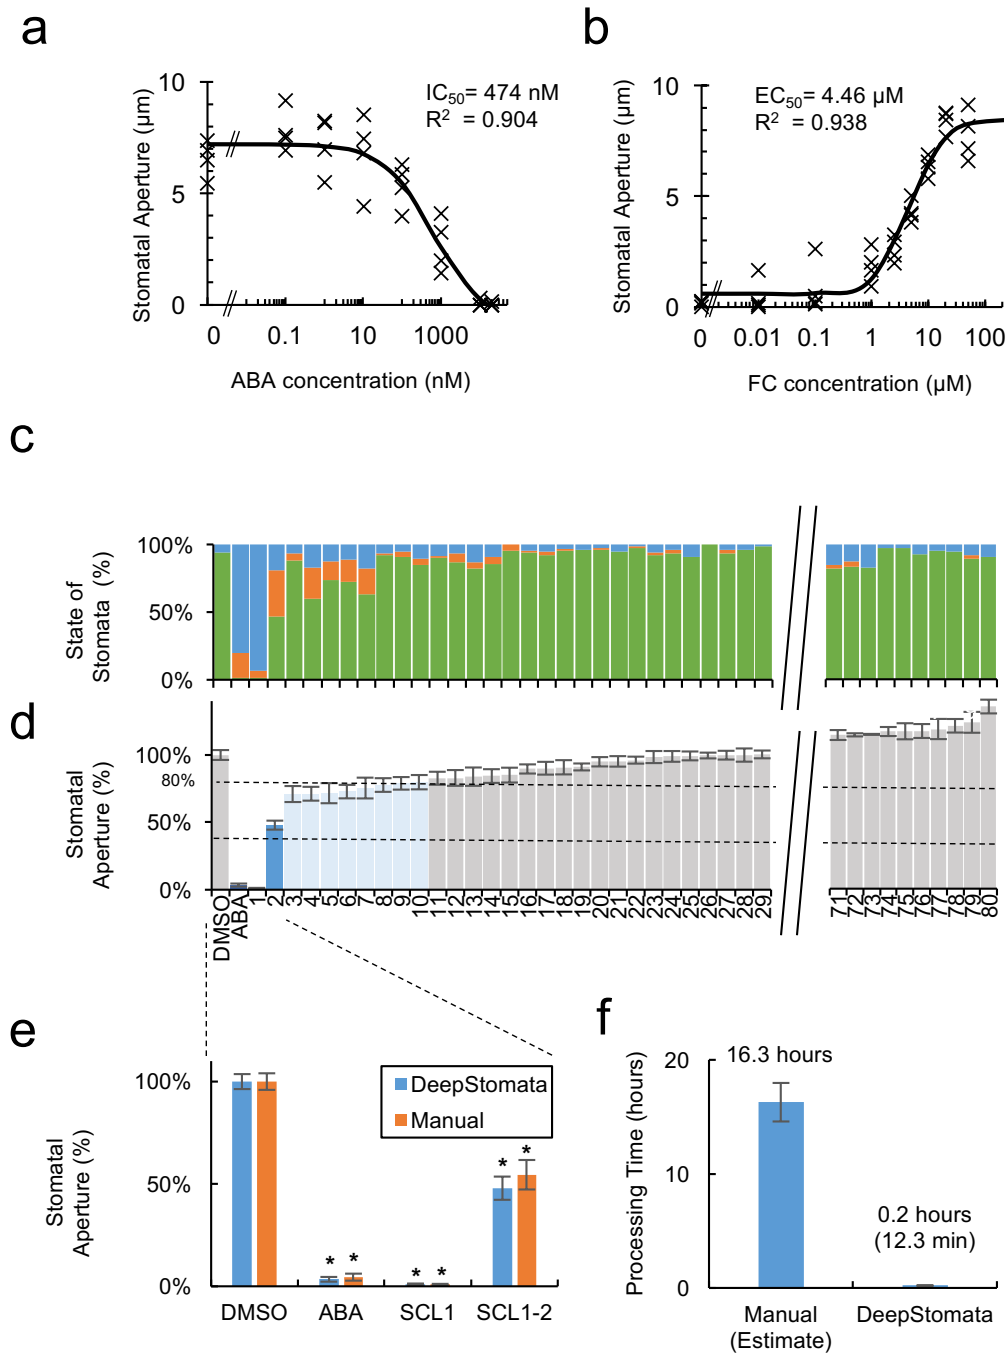 a
b
10
5
0
Stomatal Aperture (µm)
IC50= 474 nM
R2 = 0.904
0
0.1
10
1000
ABA concentration (nM)
10
5
0
Stomatal Aperture (µm)
EC50= 4.46 µM
R2 = 0.938
0
0.01
0.1
1
10
100
FC concentration (µM)
c
100%
50%
0%
State of
Stomata (%)
d
100%
80%
50%
0%
Stomatal
Aperture (%)
DMSO
ABA
1
2
3
4
5
6
7
8
9
10
11
12
13
14
15
16
17
18
19
20
21
22
23
24
25
26
27
28
29
71
72
73
74
75
76
77
78
79
80
e
100%
50%
0%
Stomatal
Aperture (%)
DeepStomata
Manual
* *
* *
* *
DMSO
ABA
SCL1
SCL1-2
f
20
10
0
Processing Time (hours)
16.3 hours
0.2 hours
(12.3 min)
Manual
(Estimate)
DeepStomata